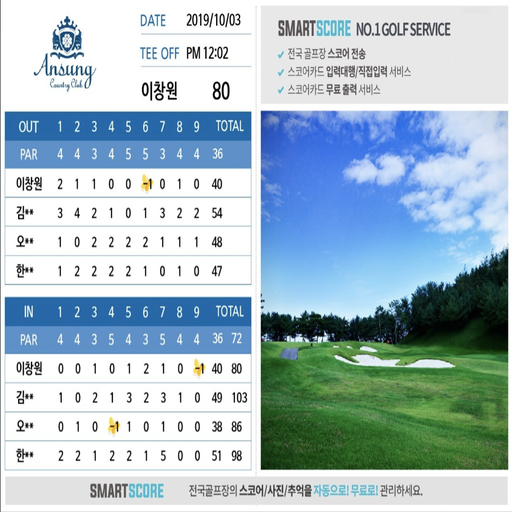 Ansung
Country Club
DATE 2019/10/03
TEE OFF PM 12:02
이창원 80
SMARTSCORE NO.1 GOLF SERVICE
✓ 전국 골프장 스코어 전송
✓ 스코어카드 입력대행/직접입력 서비스
✓ 스코어카드 무료 출력 서비스
OUT 1 2 3 4 5 6 7 8 9 TOTAL
PAR 4 4 3 4 5 5 3 4 4 36
이창원 2 1 1 0 0 -1 0 1 0 40
김** 3 4 2 1 0 1 3 2 2 54
오** 1 0 2 2 2 2 1 1 1 48
한** 1 2 2 2 2 1 0 1 0 47
IN 1 2 3 4 5 6 7 8 9 TOTAL
PAR 4 4 3 5 4 3 5 4 4 36 72
이창원 0 0 1 0 1 2 1 0 -1 40 80
김** 1 0 2 1 3 2 3 1 0 49 103
오** 0 1 0 -1 1 0 1 0 0 38 86
한** 2 2 1 2 2 1 5 0 0 51 98
SMARTSCORE 전국골프장의 스코어/사진/추억을 자동으로! 무료로! 관리하세요.